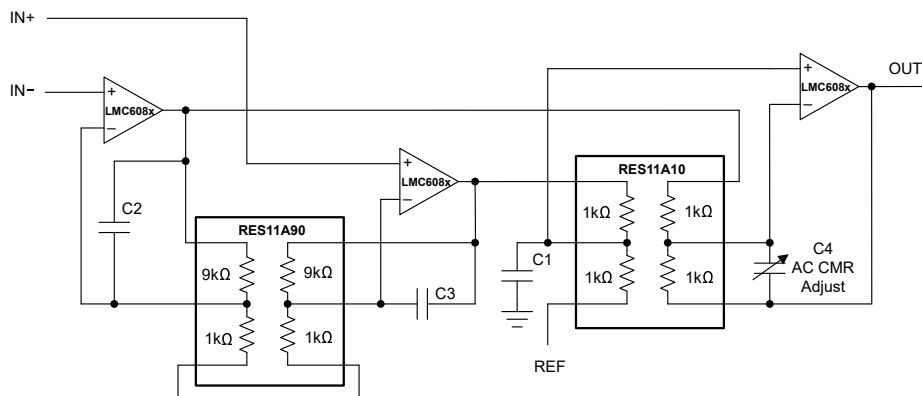 IN+
IN−
+
LMC608x
−
C2
RES11A90
9kΩ
9kΩ
1kΩ
1kΩ
+
LMC608x
−
C3
RES11A10
1kΩ
1kΩ
1kΩ
1kΩ
C1
REF
+
LMC608x
−
OUT
C4
AC CMR
Adjust